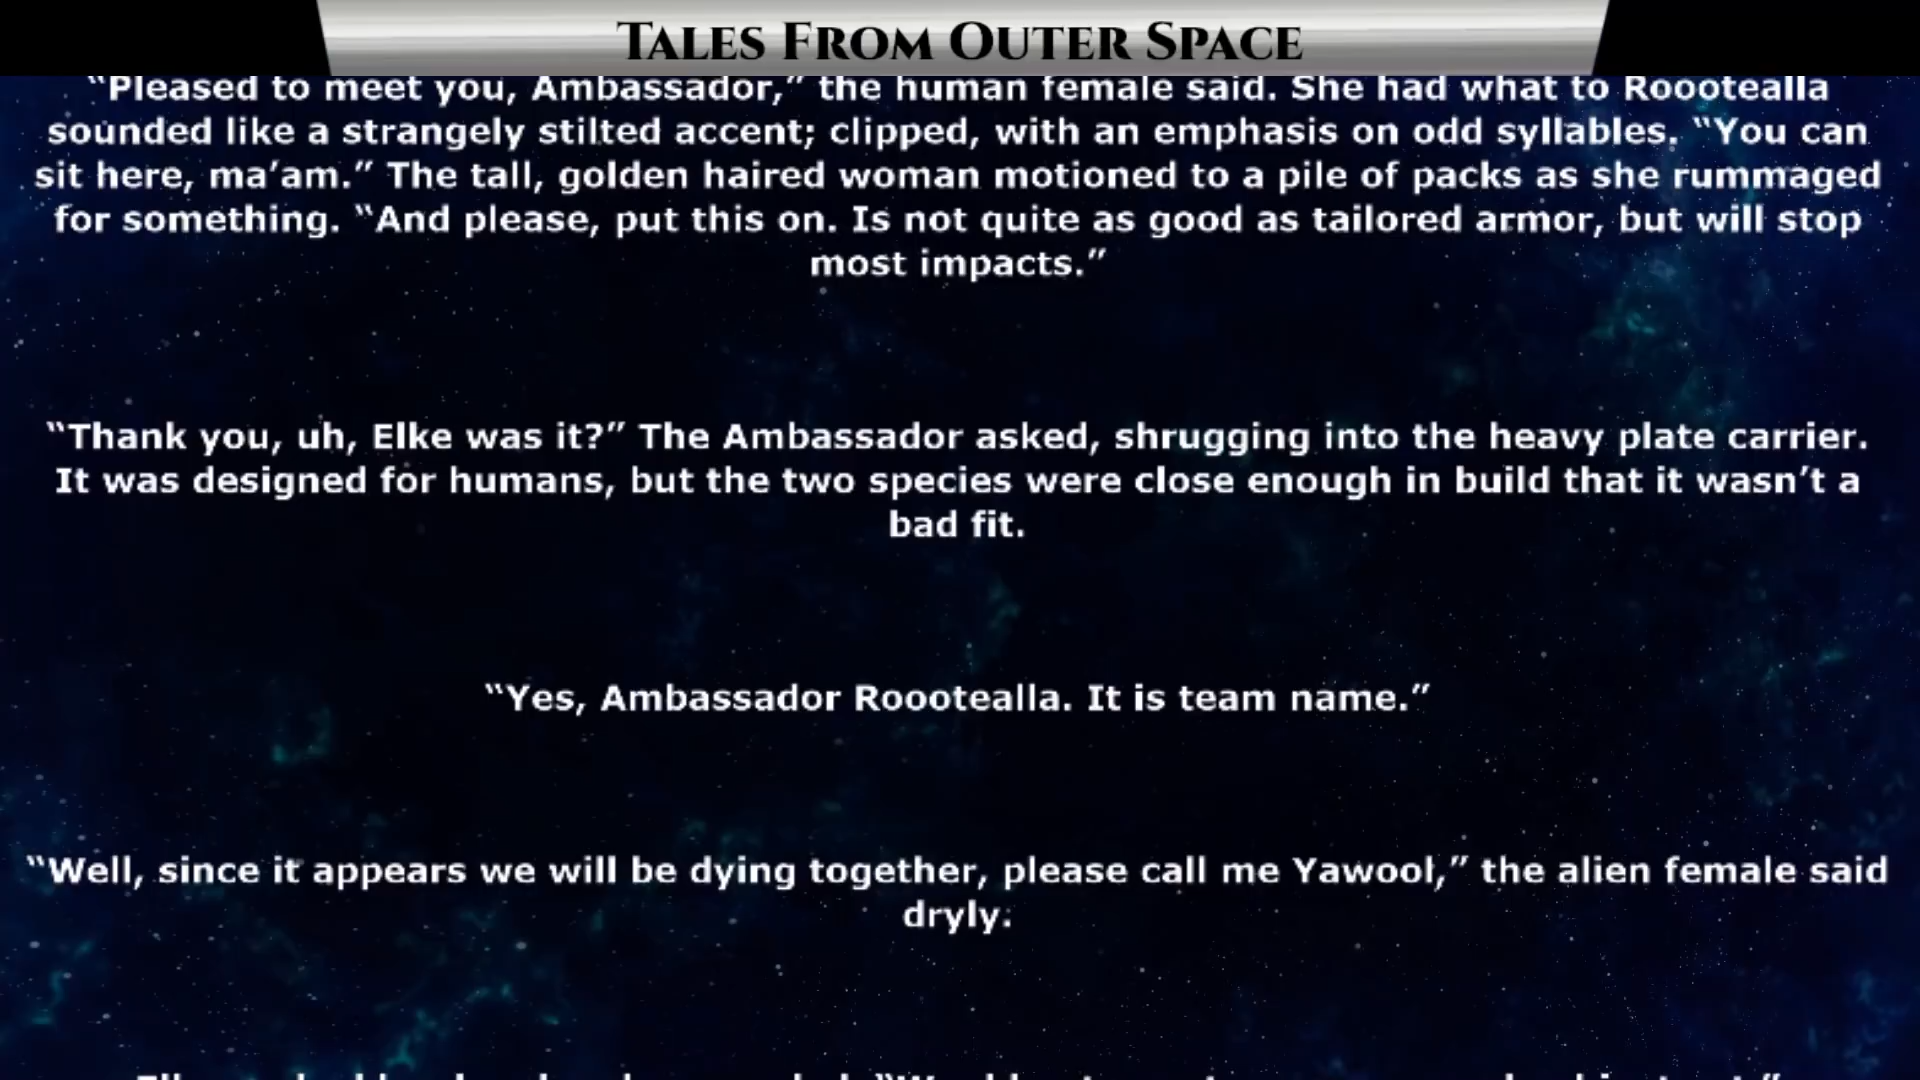 Tales From Outer Space
“Pleased to meet you, Ambassador,” the human female said. She had what to Roootealla
sounded like a strangely stilted accent; clipped, with an emphasis on odd syllables. “You can
sit here, ma’am.” The tall, golden haired woman motioned to a pile of packs as she rummaged
for something. “And please, put this on. Is not quite as good as tailored armor, but will stop
most impacts.”
“Thank you, uh, Elke was it?” The Ambassador asked, shrugging into the heavy plate carrier.
It was designed for humans, but the two species were close enough in build that it wasn’t a
bad fit.
“Yes, Ambassador Roootealla. It is team name.”
“Well, since it appears we will be dying together, please call me Yawool,” the alien female said
dryly.